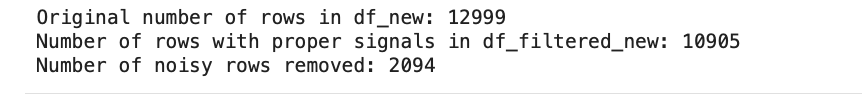 Original number of rows in df_new: 12999
Number of rows with proper signals in df_filtered_new: 10905
Number of noisy rows removed: 2094